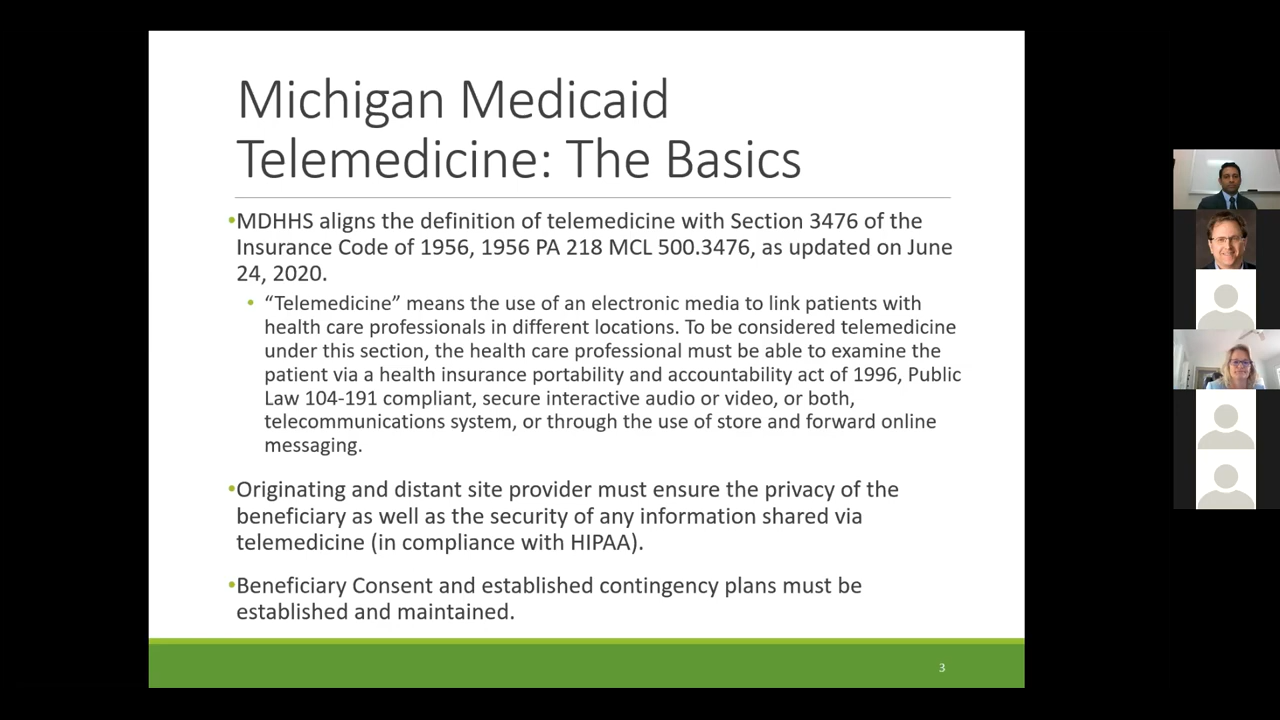 Michigan Medicaid
Telemedicine: The Basics
•MDHHS aligns the definition of telemedicine with Section 3476 of the
Insurance Code of 1956, 1956 PA 218 MCL 500.3476, as updated on June
24, 2020.
• “Telemedicine” means the use of an electronic media to link patients with
health care professionals in different locations. To be considered telemedicine
under this section, the health care professional must be able to examine the
patient via a health insurance portability and accountability act of 1996, Public
Law 104-191 compliant, secure interactive audio or video, or both,
telecommunications system, or through the use of store and forward online
messaging.
•Originating and distant site provider must ensure the privacy of the
beneficiary as well as the security of any information shared via
telemedicine (in compliance with HIPAA).
•Beneficiary Consent and established contingency plans must be
established and maintained.
3